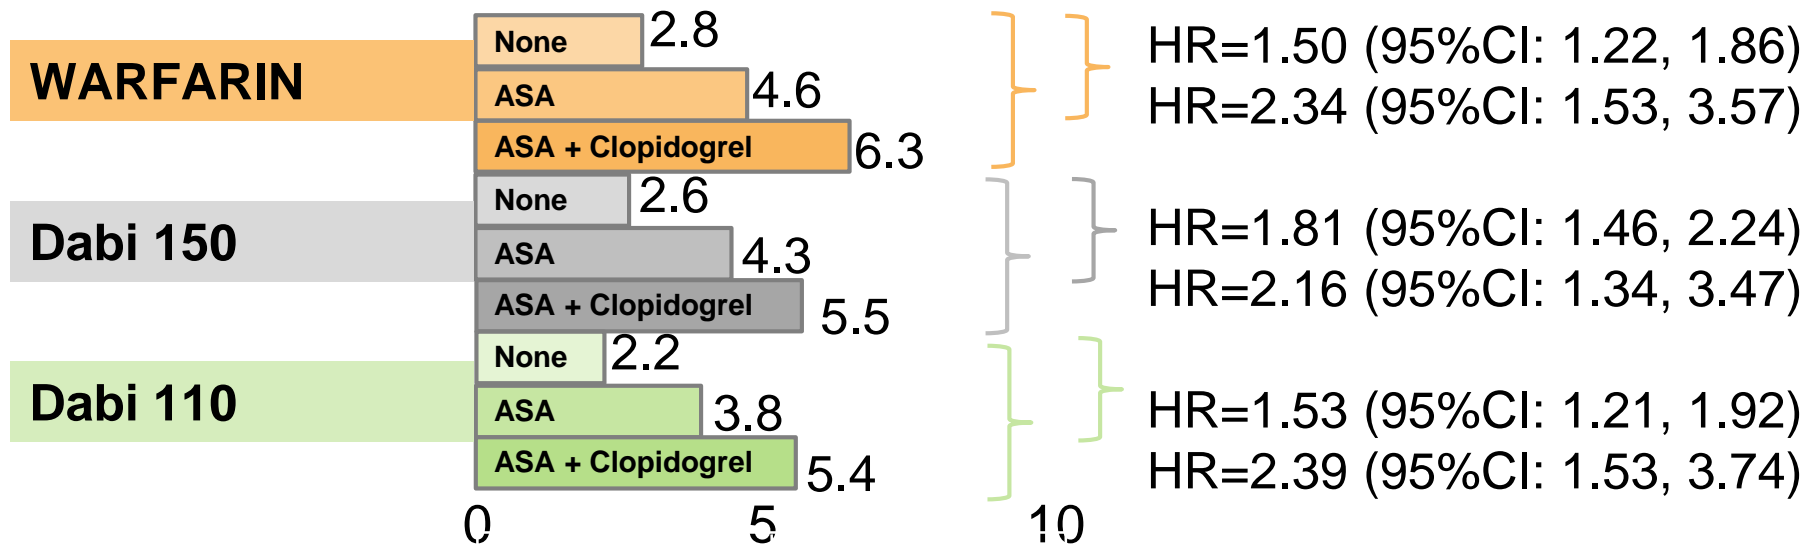 WARFARIN
None 2.8
ASA 4.6
ASA + Clopidogrel 6.3
HR=1.50 (95%CI: 1.22, 1.86)
HR=2.34 (95%CI: 1.53, 3.57)
Dabi 150
None 2.6
ASA 4.3
ASA + Clopidogrel 5.5
HR=1.81 (95%CI: 1.46, 2.24)
HR=2.16 (95%CI: 1.34, 3.47)
Dabi 110
None 2.2
ASA 3.8
ASA + Clopidogrel 5.4
HR=1.53 (95%CI: 1.21, 1.92)
HR=2.39 (95%CI: 1.53, 3.74)
0 5 10